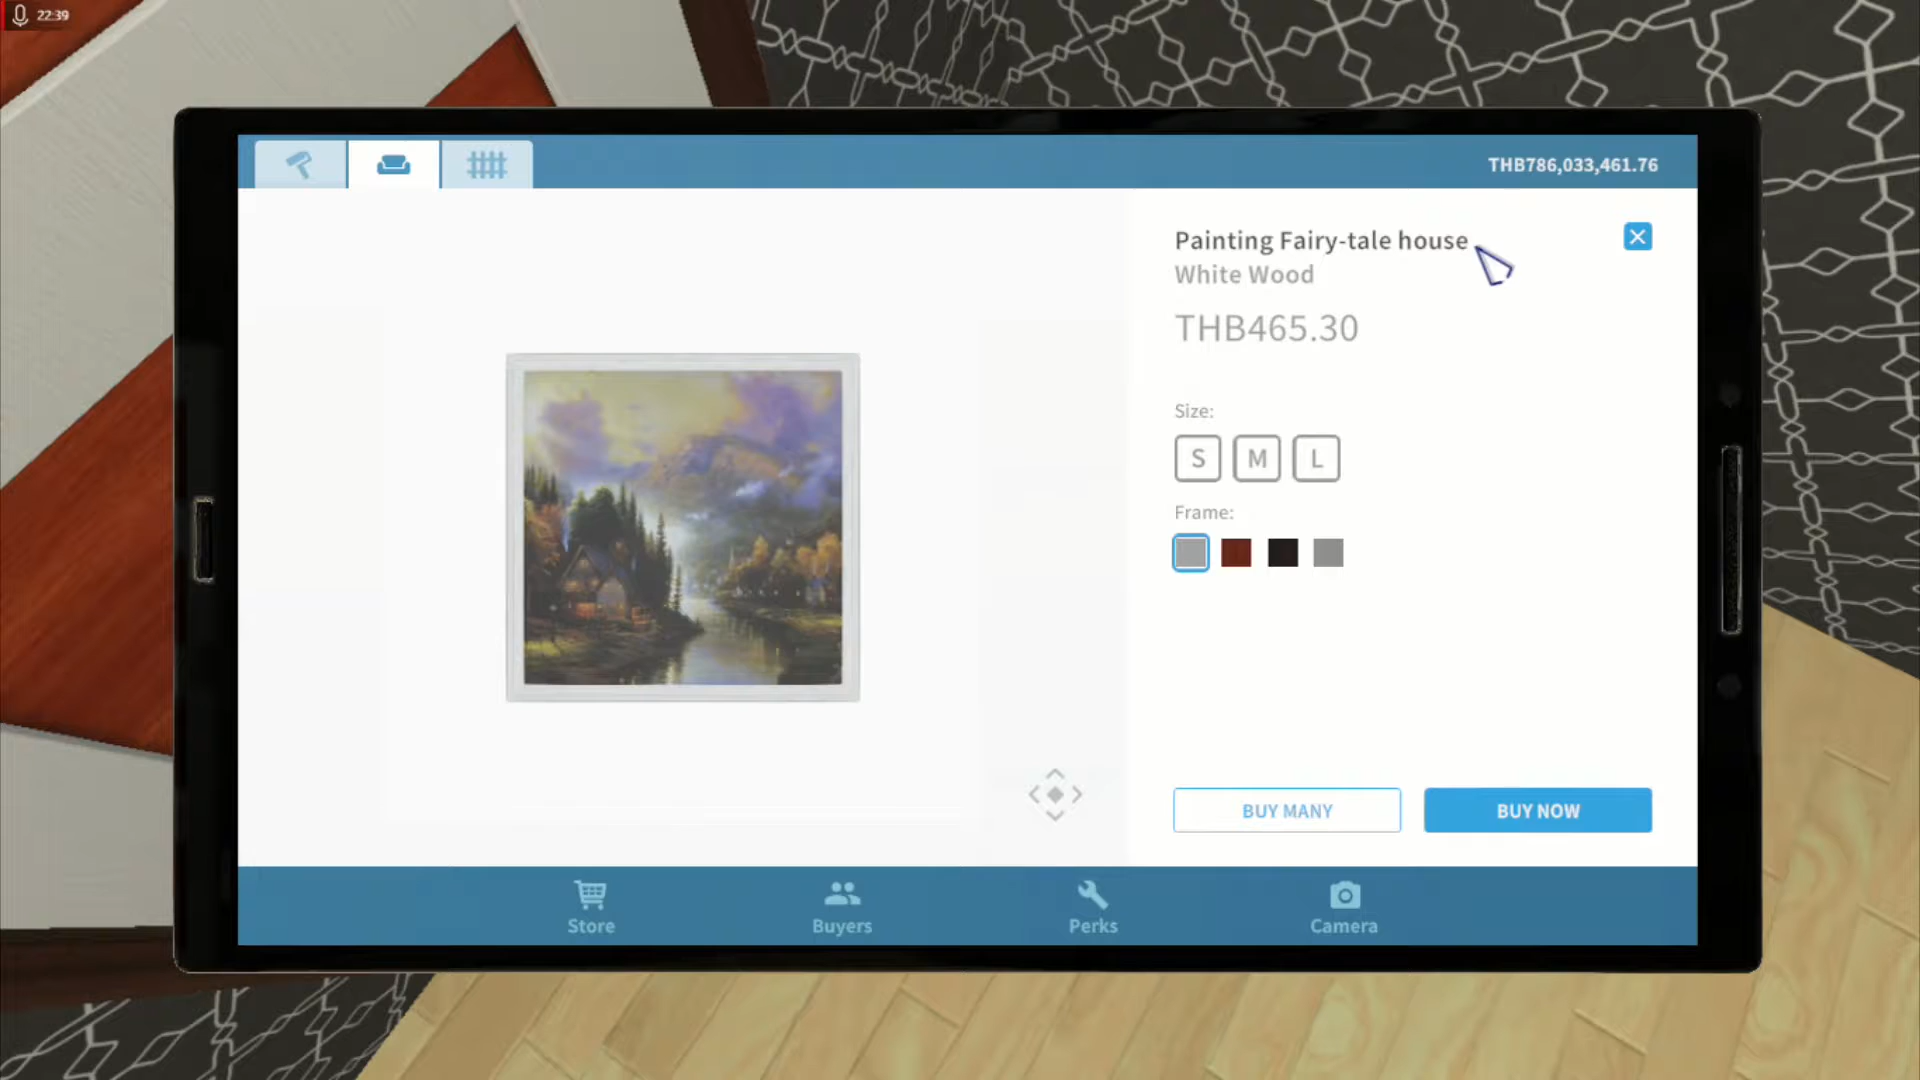 22:39
THB786,033,461.76
Painting Fairy-tale house
White Wood
THB465.30
Size:
S M L
Frame:
BUY MANY
BUY NOW
Store
Buyers
Perks
Camera